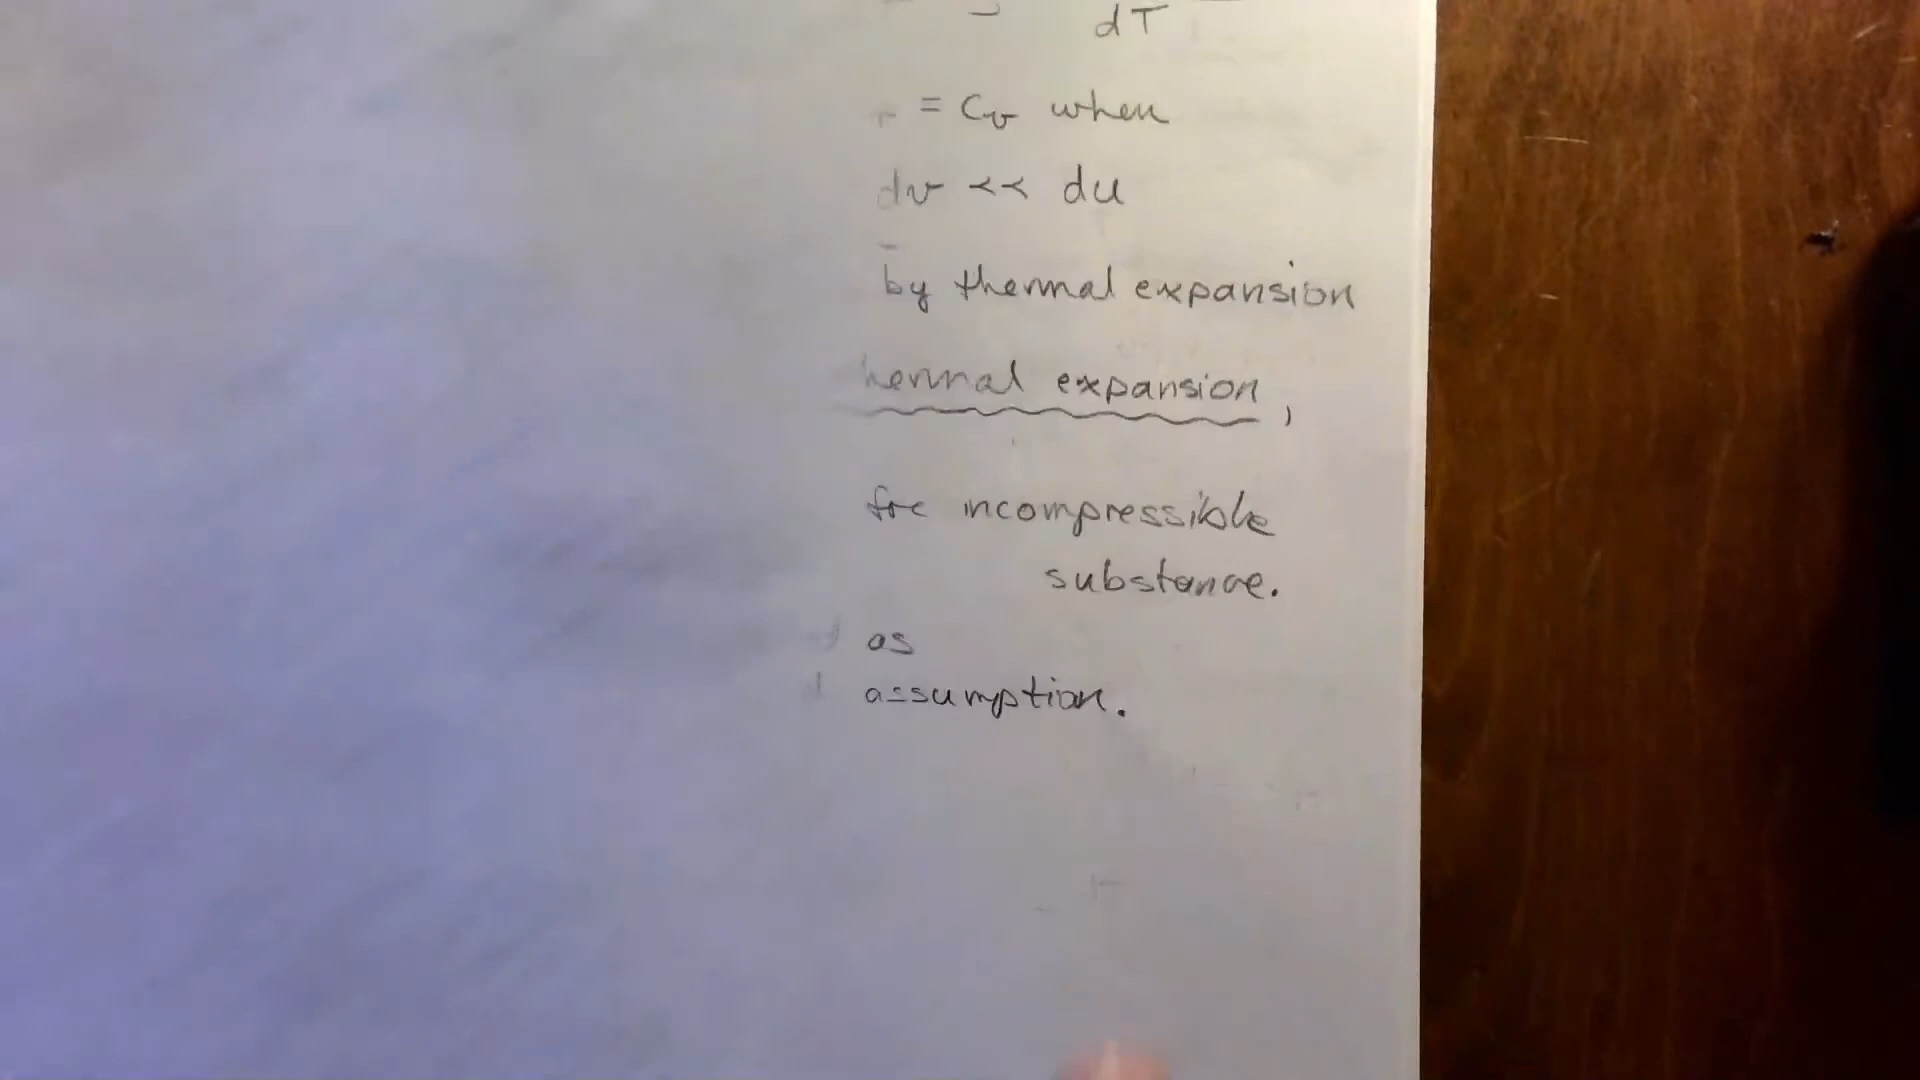 dT
= Cv when
dv << du
by thermal expansion
hermal expansion,
for incompressible
substance.
as
assumption.